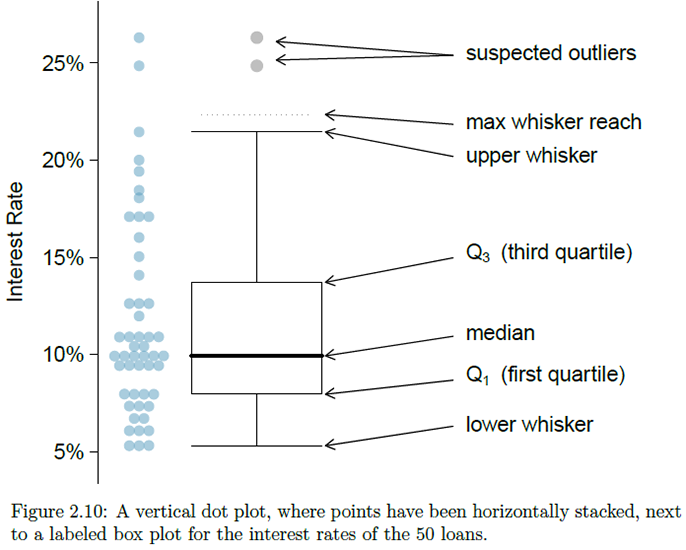 suspected outliers
25%
max whisker reach
upper whisker
20%
Interest Rate
Q3 (third quartile)
15%
median
10%
Q1 (first quartile)
lower whisker
5%
Figure 2.10: A vertical dot plot, where points have been horizontally stacked, next
to a labeled box plot for the interest rates of the 50 loans.